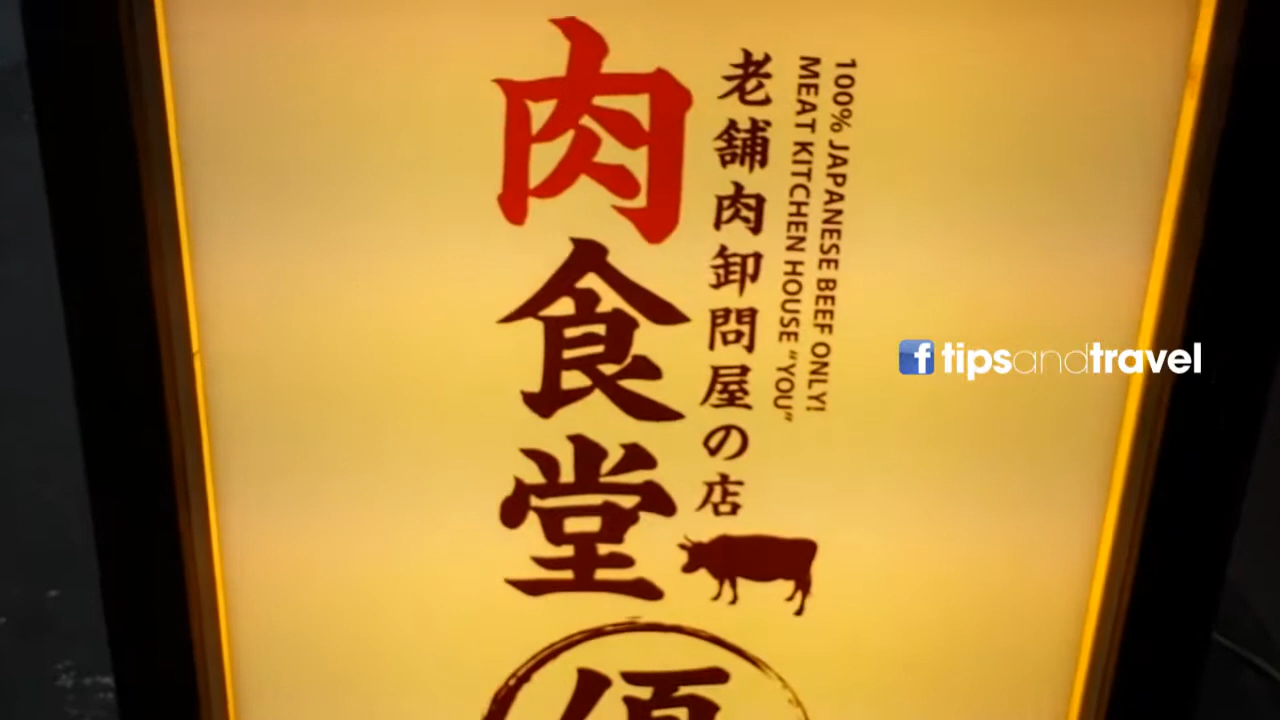 100% JAPANESE BEEF ONLY!
MEAT KITCHEN HOUSE "YOU"
老舗肉卸問屋の店
肉食堂
f tipsandtravel